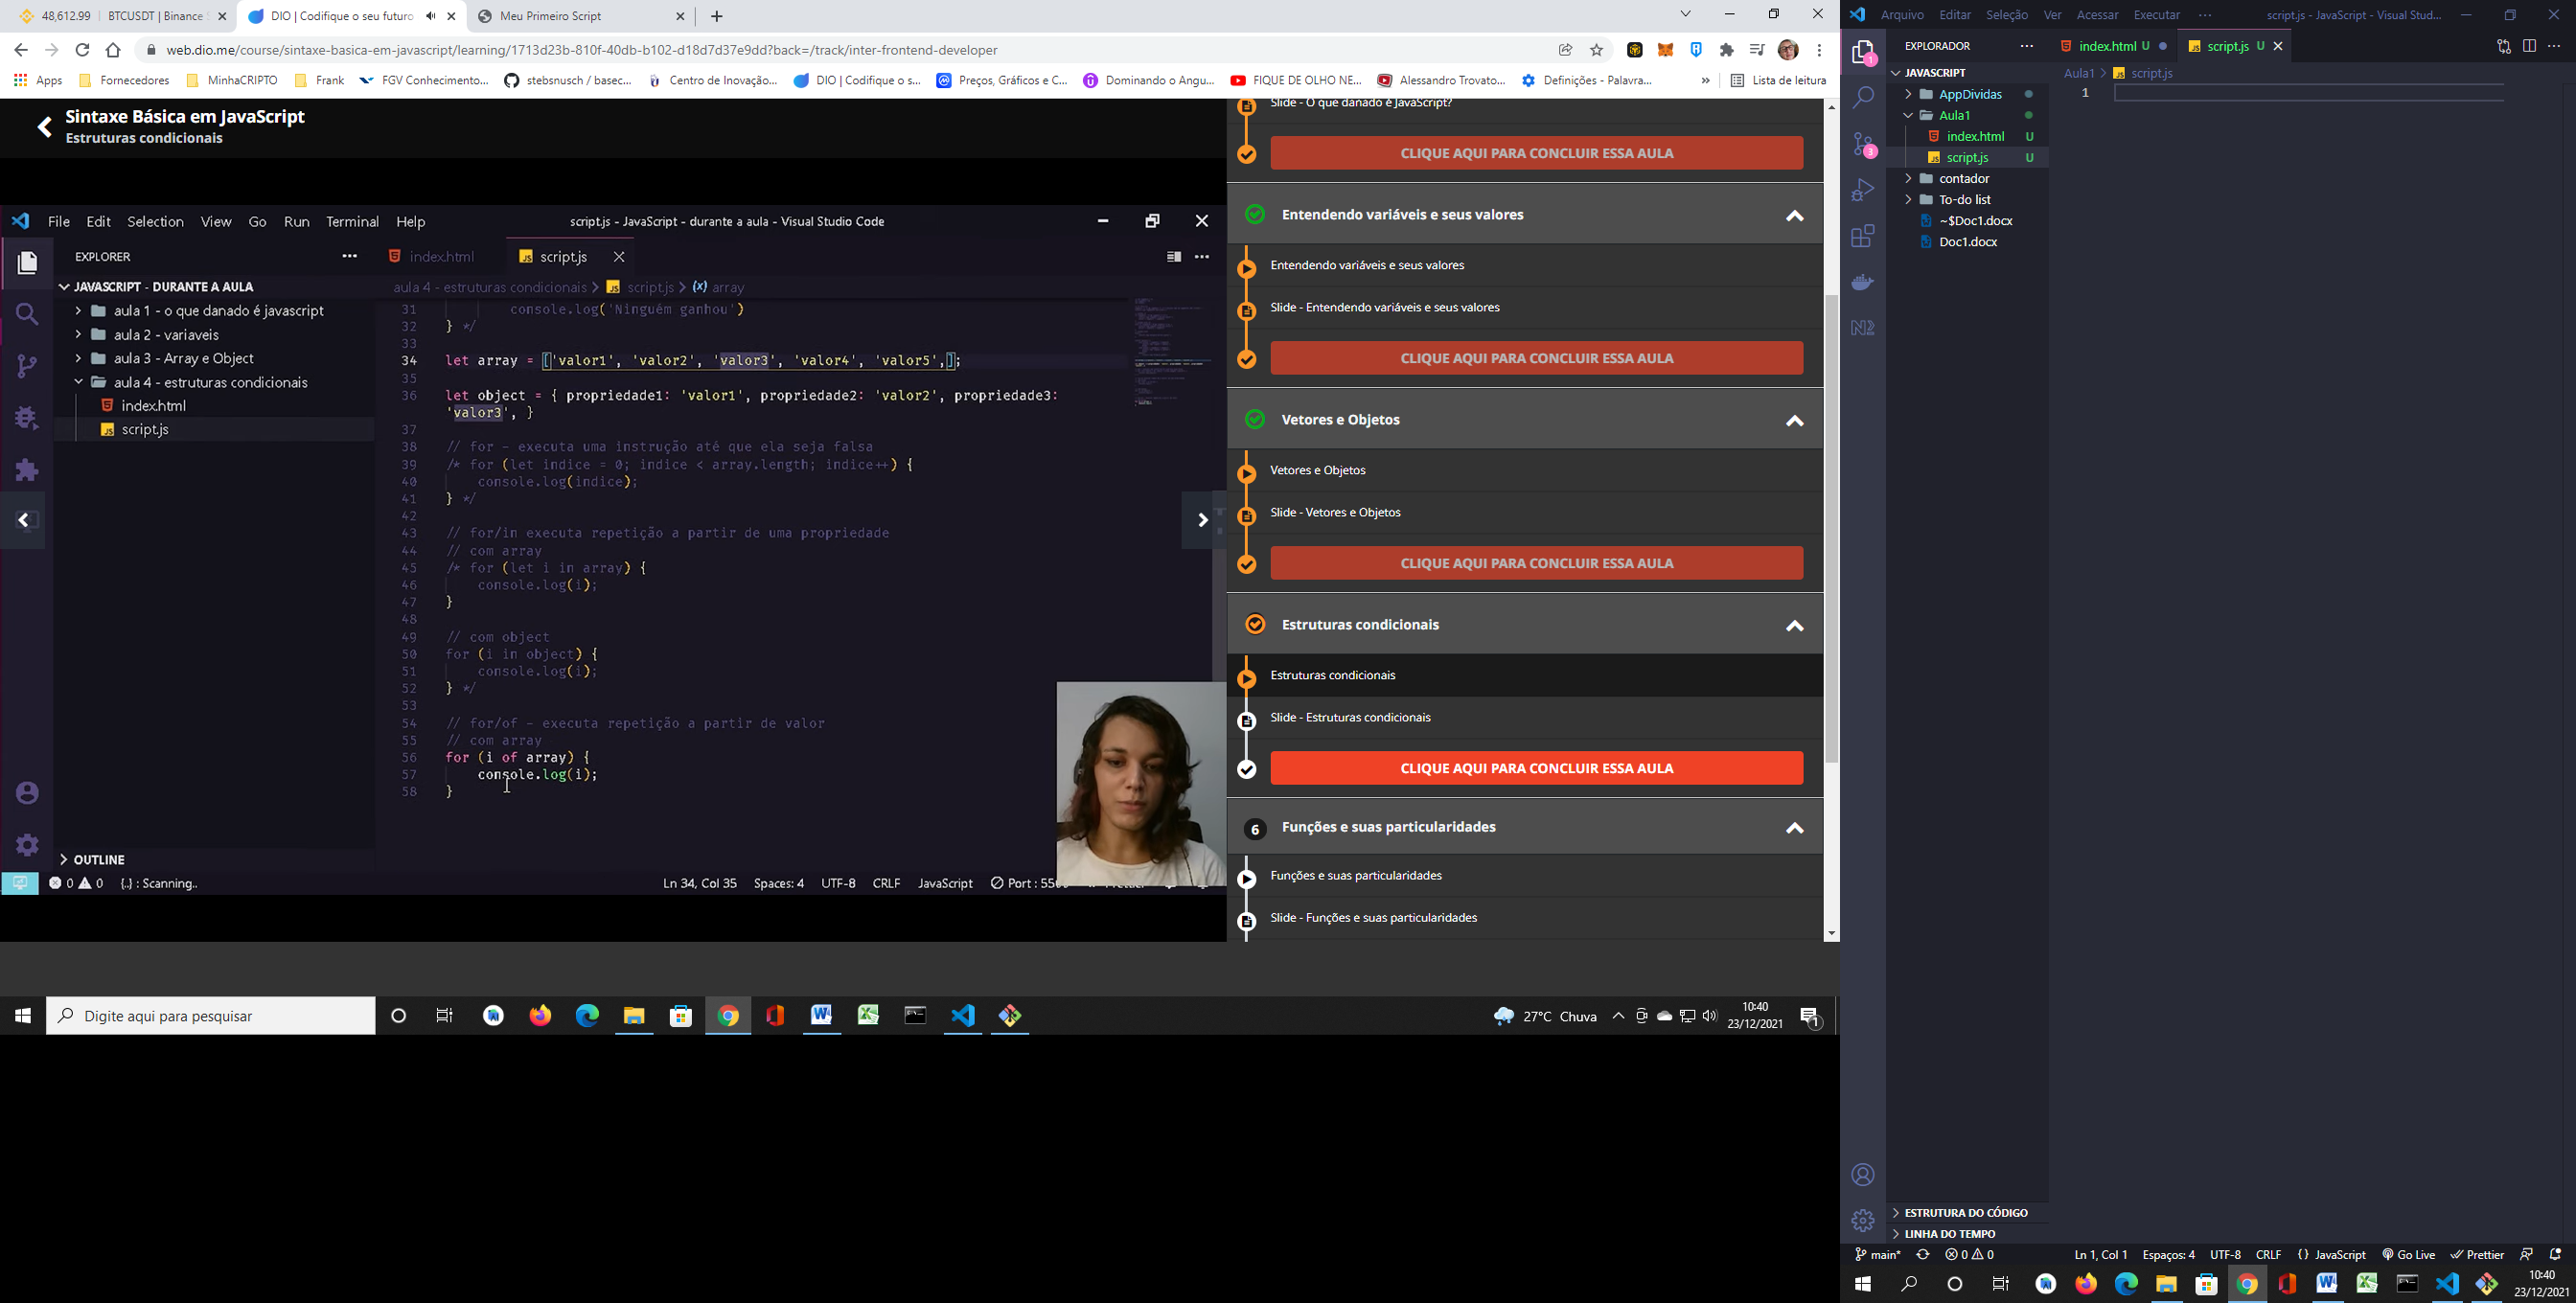 48,612.99 | BTCUSDT | Binance
DIO | Codifique o seu futuro
Meu Primeiro Script
web.dio.me/course/sintaxe-basica-em-javascript/learning/1713d23b-810f-40db-b102-d18d7d37e9dd?back=/track/inter-frontend-developer
Apps
Fornecedores
MinhaCRIPTO
Frank
FGV Conhecimento...
stebsnusch / basec...
Centro de Inovação...
DIO | Codifique o s...
Preços, Gráficos e C...
Dominando o Angu...
FIQUE DE OLHO NE...
Alessandro Trovato...
Definições - Palavra...
»
Lista de leitura
Sintaxe Básica em JavaScript
Estruturas condicionais
File Edit Selection View Go Run Terminal Help
script.js - JavaScript - durante a aula - Visual Studio Code
EXPLORER
index.html
script.js
JAVASCRIPT - DURANTE A AULA
aula 1 - o que danado é javascript
aula 2 - variaveis
aula 3 - Array e Object
aula 4 - estruturas condicionais
index.html
script.js
OUTLINE
aula 4 - estruturas condicionais > script.js > array
31 console.log('Ninguém ganhou')
32 } */
33
34 let array = ['valor1', 'valor2', 'valor3', 'valor4', 'valor5',];
35
36 let object = { propriedade1: 'valor1', propriedade2: 'valor2', propriedade3:
'valor3', }
37
38 // for - executa uma instrução até que ela seja falsa
39 /* for (let indice = 0; indice < array.length; indice++) {
40 console.log(indice);
41 } */
42
43 // for/in executa repetição a partir de uma propriedade
44 // com array
45 /* for (let i in array) {
46 console.log(i);
47 }
48
49 // com object
50 for (i in object) {
51 console.log(i);
52 } */
53
54 // for/of - executa repetição a partir de valor
55 // com array
56 for (i of array) {
57 console.log(i);
58 }
0 0 {..} : Scanning..
Ln 34, Col 35 Spaces: 4 UTF-8 CRLF JavaScript Port : 550
Slide - O que danado é JavaScript?
CLIQUE AQUI PARA CONCLUIR ESSA AULA
Entendendo variáveis e seus valores
Entendendo variáveis e seus valores
Slide - Entendendo variáveis e seus valores
CLIQUE AQUI PARA CONCLUIR ESSA AULA
Vetores e Objetos
Vetores e Objetos
Slide - Vetores e Objetos
CLIQUE AQUI PARA CONCLUIR ESSA AULA
Estruturas condicionais
Estruturas condicionais
Slide - Estruturas condicionais
CLIQUE AQUI PARA CONCLUIR ESSA AULA
6 Funções e suas particularidades
Funções e suas particularidades
Slide - Funções e suas particularidades
Digite aqui para pesquisar
27°C Chuva
10:40
23/12/2021
1
Arquivo Editar Seleção Ver Acessar Executar ···
script.js - JavaScript - Visual Stud...
EXPLORADOR
index.html U
script.js U
JAVASCRIPT
AppDividas
Aula1
index.html U
script.js U
contador
To-do list
~$Doc1.docx
Doc1.docx
1
3
Aula1 > script.js
1
ESTRUTURA DO CÓDIGO
LINHA DO TEMPO
main* 0 0
Ln 1, Col 1 Espaços: 4 UTF-8 CRLF {} JavaScript Go Live Prettier
10:40
23/12/2021